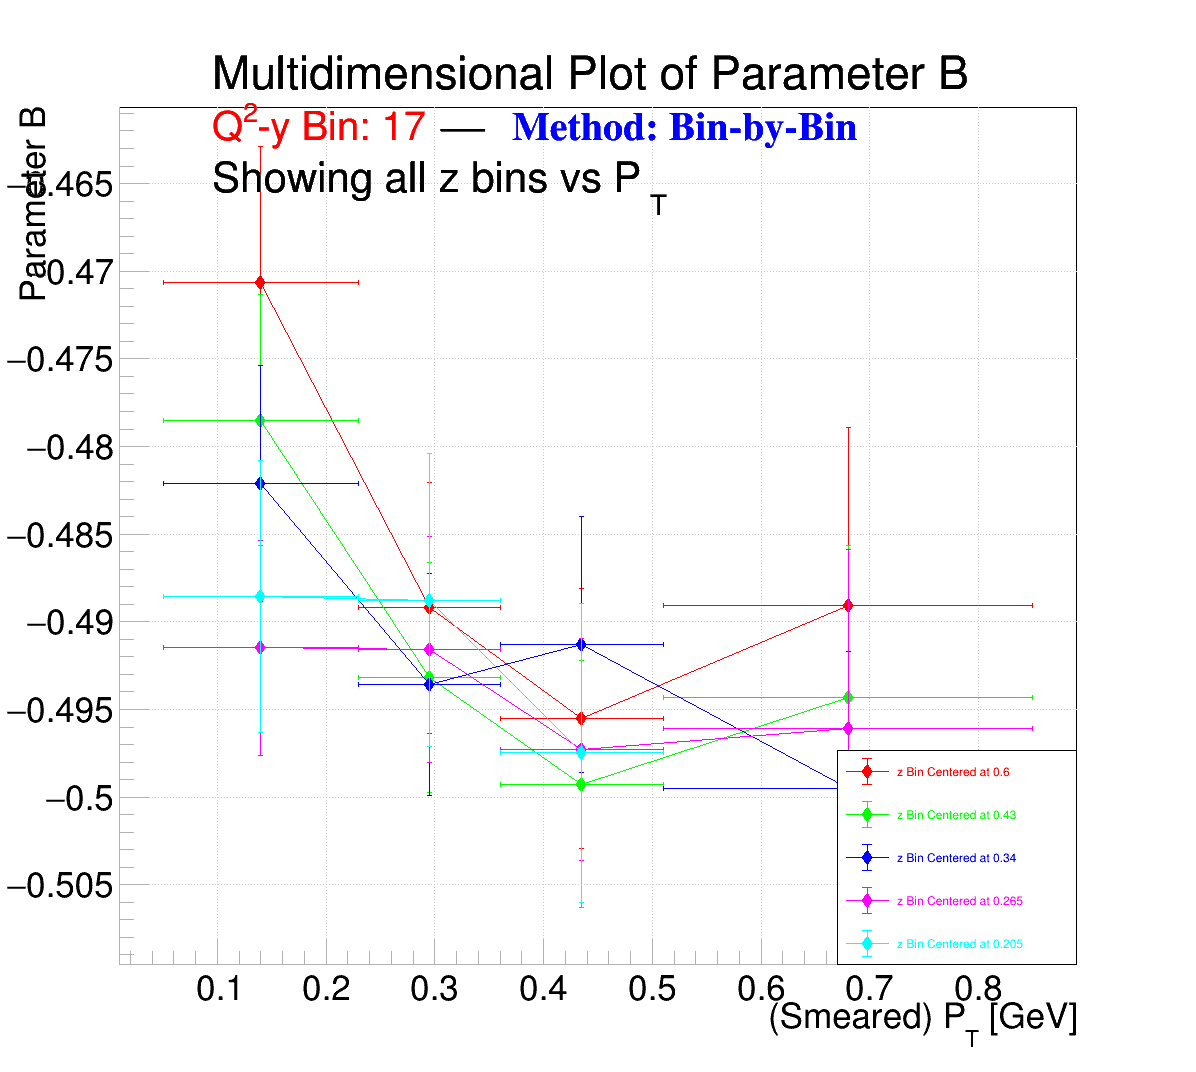 Multidimensional Plot of Parameter B
Q2-y Bin: 17 — Method: Bin-by-Bin
Showing all z bins vs PT
Parameter B
−0.465
−0.47
−0.475
−0.48
−0.485
−0.49
−0.495
−0.5
−0.505
z Bin Centered at 0.6
z Bin Centered at 0.43
z Bin Centered at 0.34
z Bin Centered at 0.265
z Bin Centered at 0.205
0.1 0.2 0.3 0.4 0.5 0.6 0.7 0.8
(Smeared) PT [GeV]